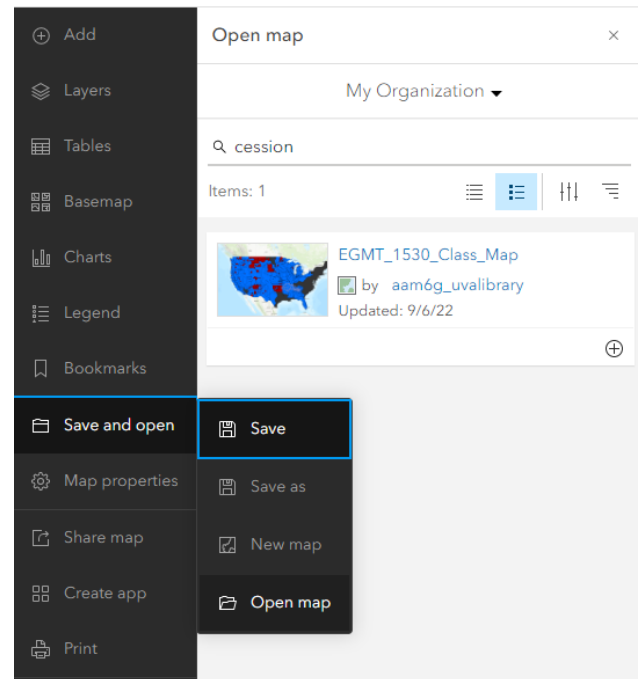 Add
Layers
Tables
Basemap
Charts
Legend
Bookmarks
Save and open
Map properties
Share map
Create app
Print
Open map
My Organization
cession
Items: 1
EGMT_1530_Class_Map
by aam6g_uvalibrary
Updated: 9/6/22
Save
Save as
New map
Open map